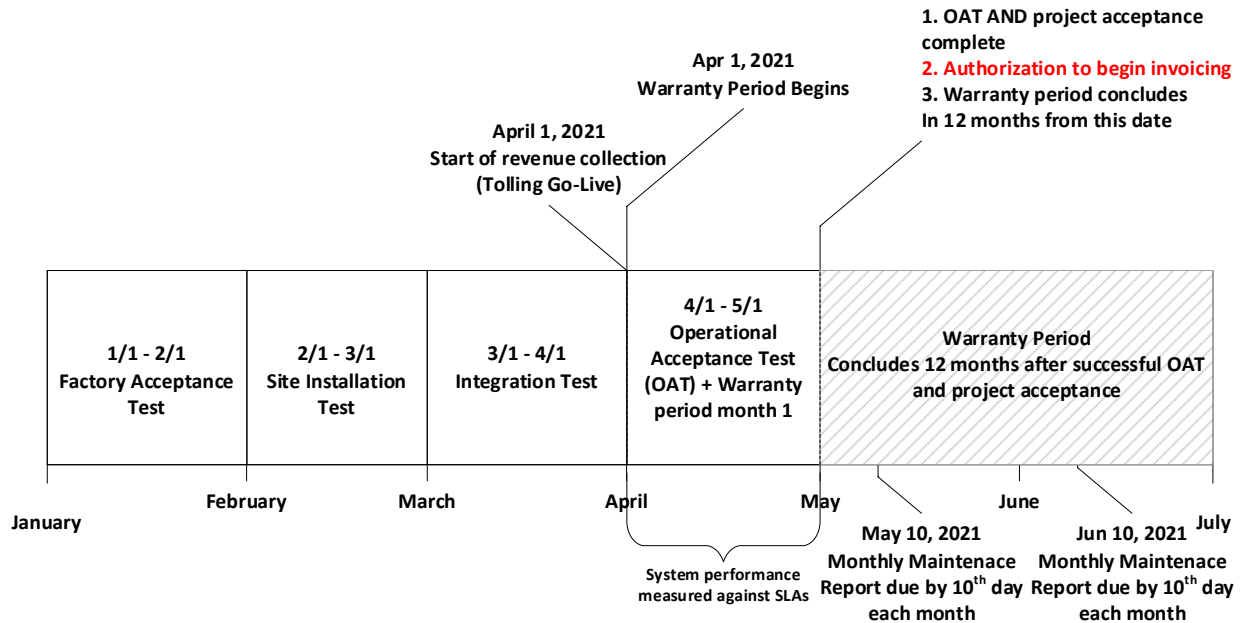 1. OAT AND project acceptance
complete
2. Authorization to begin invoicing
3. Warranty period concludes
In 12 months from this date
Apr 1, 2021
Warranty Period Begins
April 1, 2021
Start of revenue collection
(Tolling Go-Live)
1/1 - 2/1
Factory Acceptance
Test
2/1 - 3/1
Site Installation
Test
3/1 - 4/1
Integration Test
4/1 - 5/1
Operational
Acceptance Test
(OAT) + Warranty
period month 1
Warranty Period
Concludes 12 months after successful OAT
and project acceptance
January
February
March
April
May
June
July
System performance
measured against SLAs
May 10, 2021
Monthly Maintenace
Report due by 10th day
each month
Jun 10, 2021
Monthly Maintenace
Report due by 10th day
each month